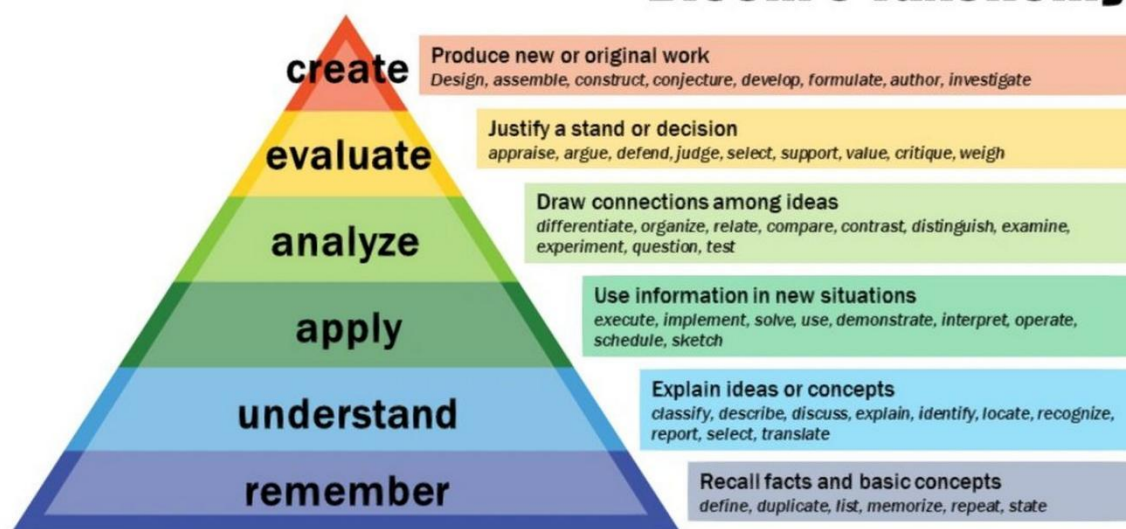 create
Produce new or original work
Design, assemble, construct, conjecture, develop, formulate, author, investigate
evaluate
Justify a stand or decision
appraise, argue, defend, judge, select, support, value, critique, weigh
analyze
Draw connections among ideas
differentiate, organize, relate, compare, contrast, distinguish, examine,
experiment, question, test
apply
Use information in new situations
execute, implement, solve, use, demonstrate, interpret, operate,
schedule, sketch
understand
Explain ideas or concepts
classify, describe, discuss, explain, identify, locate, recognize,
report, select, translate
remember
Recall facts and basic concepts
define, duplicate, list, memorize, repeat, state